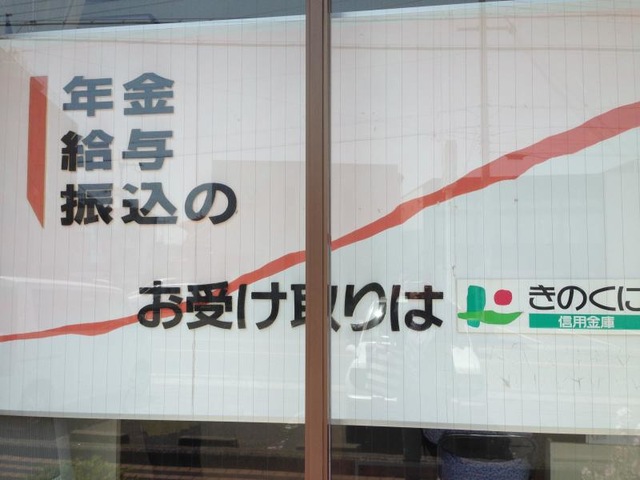 年金
給与
振込の
お受け取りは
きのくに
信用金庫